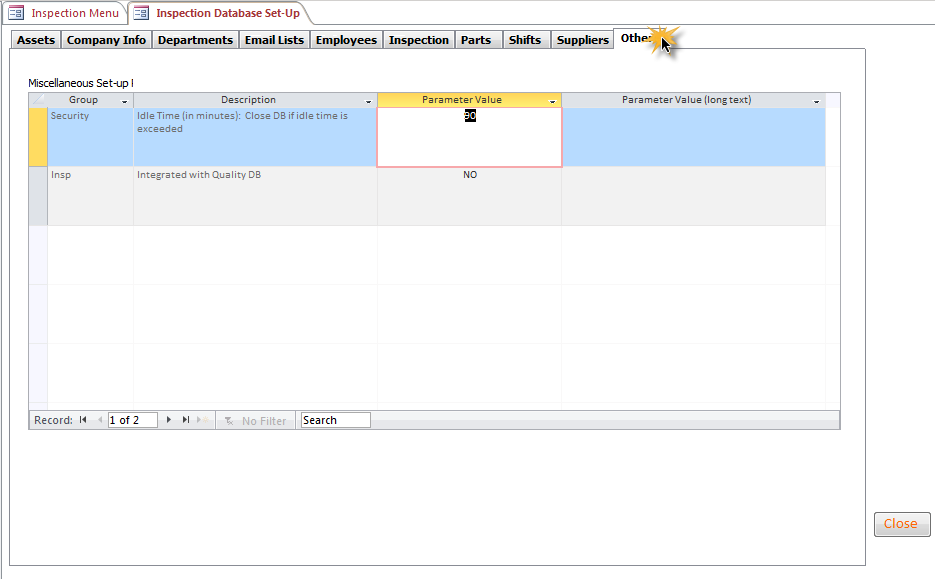 Inspection Menu
Inspection Database Set-Up
Assets
Company Info
Departments
Email Lists
Employees
Inspection
Parts
Shifts
Suppliers
Othe
Miscellaneous Set-up
Group
Description
Parameter Value
Parameter Value (long text)
Security
Idle Time (in minutes): Close DB if idle time is
exceeded
90
Insp
Integrated with Quality DB
NO
Record:
1 of 2
No Filter
Search
Close